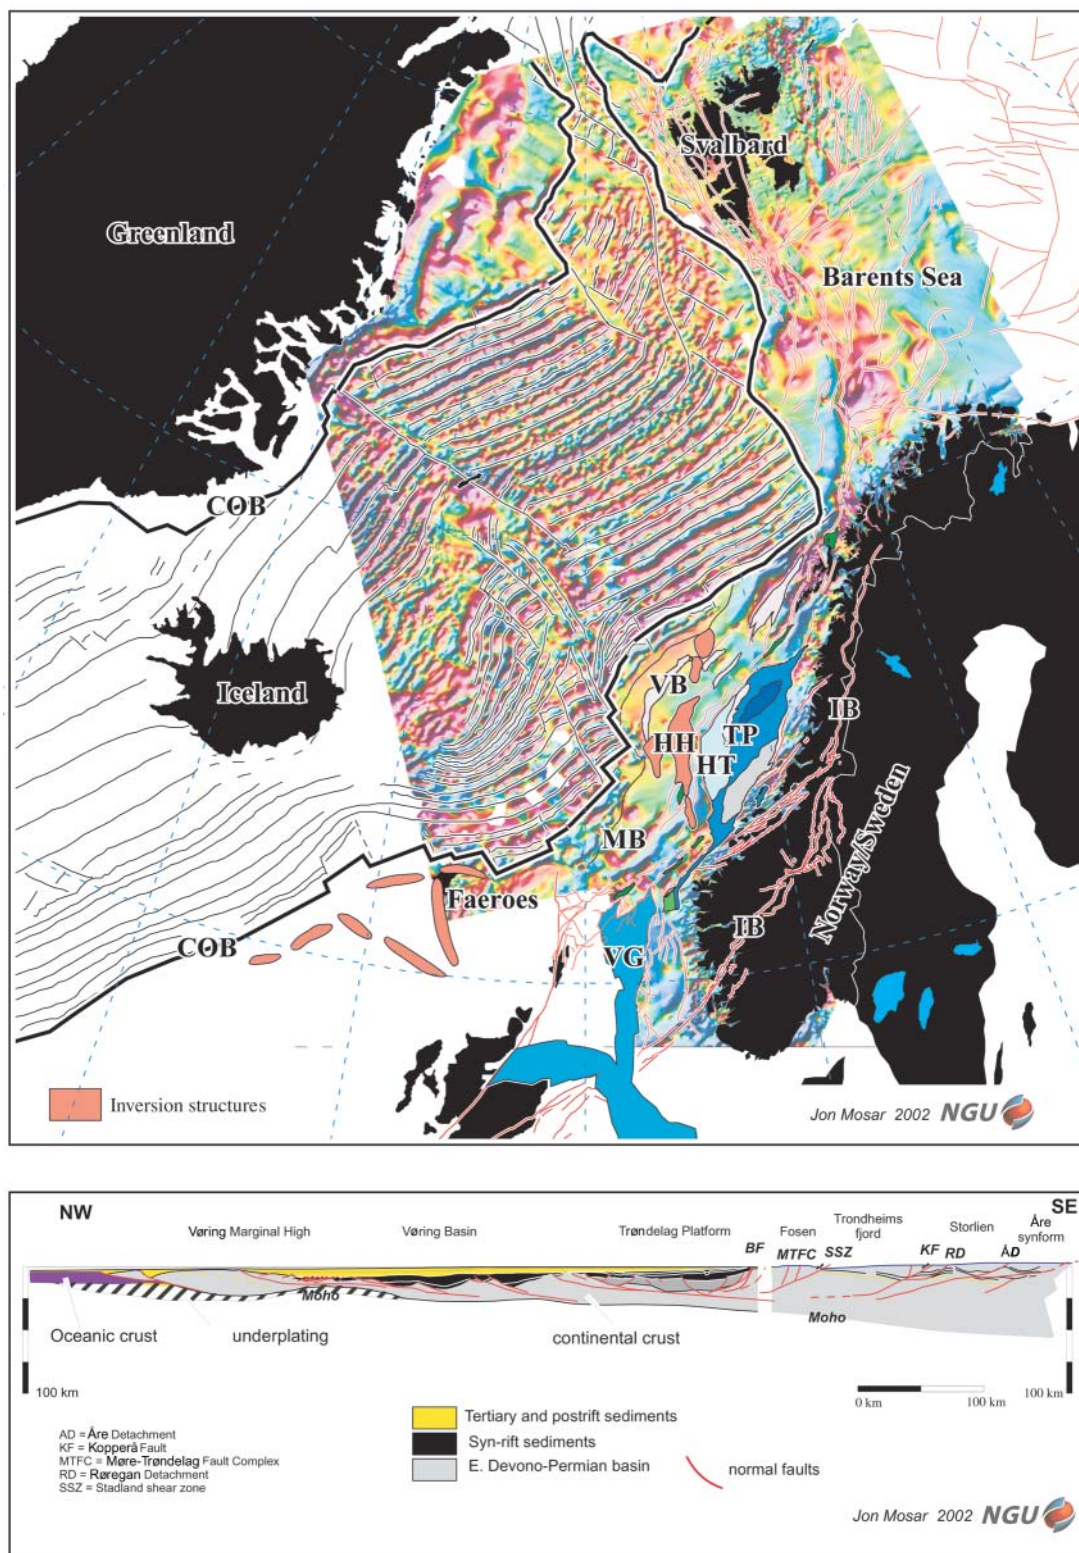 Svalbard
Greenland
Barents Sea
COB
Iceland
VB
IB
HH
TP
HT
Norway/Sweden
MB
Faeroes
IB
COB
VG
Inversion structures
Jon Mosar 2002 NGU
NW
SE
Vøring Marginal High
Vøring Basin
Trøndelag Platform
Fosen
Trondheims
fjord
Storlien
Åre
synform
BF
MTFC
SSZ
KF
RD
ÅD
Moho
Moho
Oceanic crust
underplating
continental crust
100 km
0 km
100 km
100 km
Tertiary and postrift sediments
Syn-rift sediments
E. Devono-Permian basin
normal faults
AD = Åre Detachment
KF = Kopperå Fault
MTFC = Møre-Trøndelag Fault Complex
RD = Røregan Detachment
SSZ = Stadland shear zone
Jon Mosar 2002 NGU